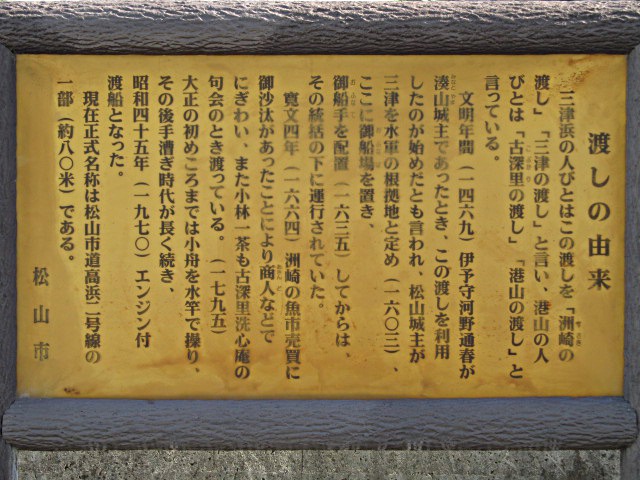 渡しの由来
三津浜の人びとはこの渡しを「洲崎の
渡し」「三津の渡し」と言い、港山の人
びとは「古深里の渡し」「港山の渡し」と
言っている。
文明年間(一四六九)伊予守河野通春が
湊山城主であったとき、この渡しを利用
したのが始めだとも言われ、松山城主が
三津を水軍の根拠地と定め(一六〇三)、
ここに御船場を置き、
御船手を配置(一六三五)してからは、
その統括の下に運行されていた。
寛文四年(一六六四)洲崎の魚市売買に
御沙汰があったことにより商人などで
にぎわい、また小林一茶も古深里洗心庵の
句会のとき渡っている。(一七九五)
大正の初めころまでは小舟を水竿で操り、
その後手漕ぎ時代が長く続き、
昭和四十五年(一九七〇)エンジン付
渡船となった。
現在正式名称は松山市道高浜二号線の
一部(約八〇米)である。
松山市